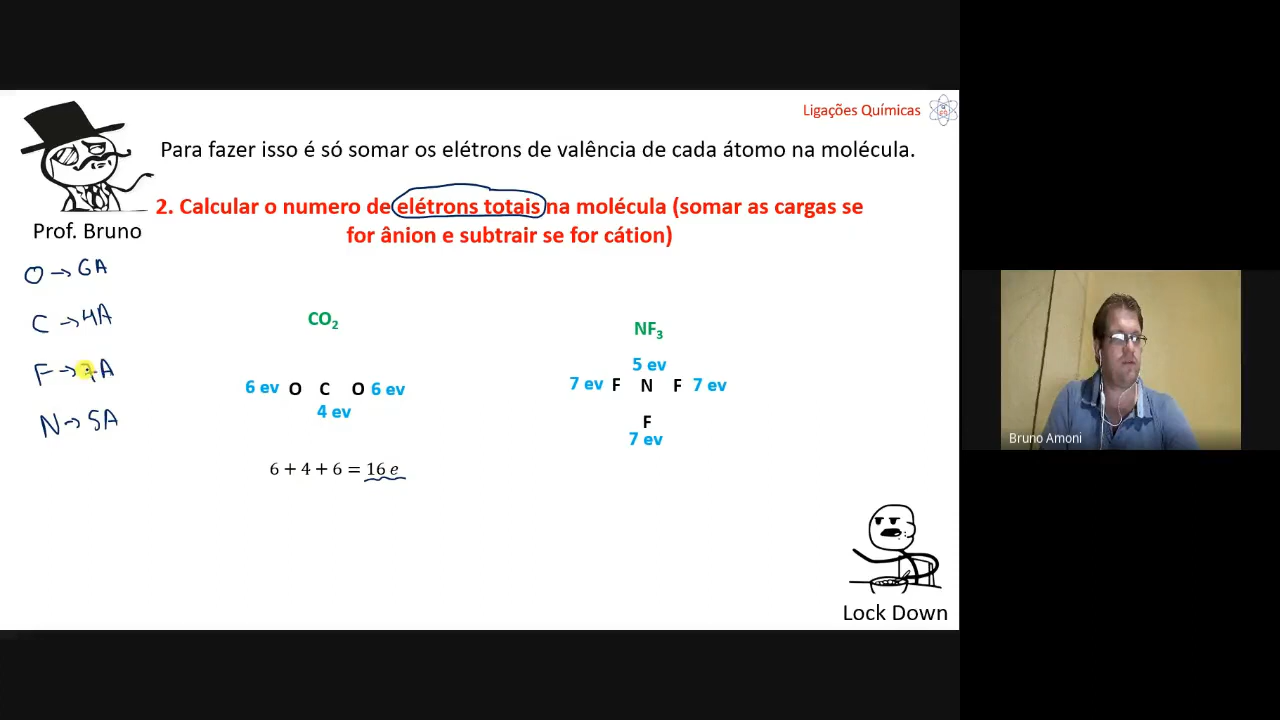 Ligações Químicas
Para fazer isso é só somar os elétrons de valência de cada átomo na molécula.
2. Calcular o numero de elétrons totais na molécula (somar as cargas se
for ânion e subtrair se for cátion)
Prof. Bruno
O → 6A
C → 4A
F → 7A
N → 5A
CO₂
6 ev O C O 6 ev
4 ev
6 + 4 + 6 = 16 e
NF₃
5 ev
7 ev F N F 7 ev
F
7 ev
Lock Down
Bruno Amoni